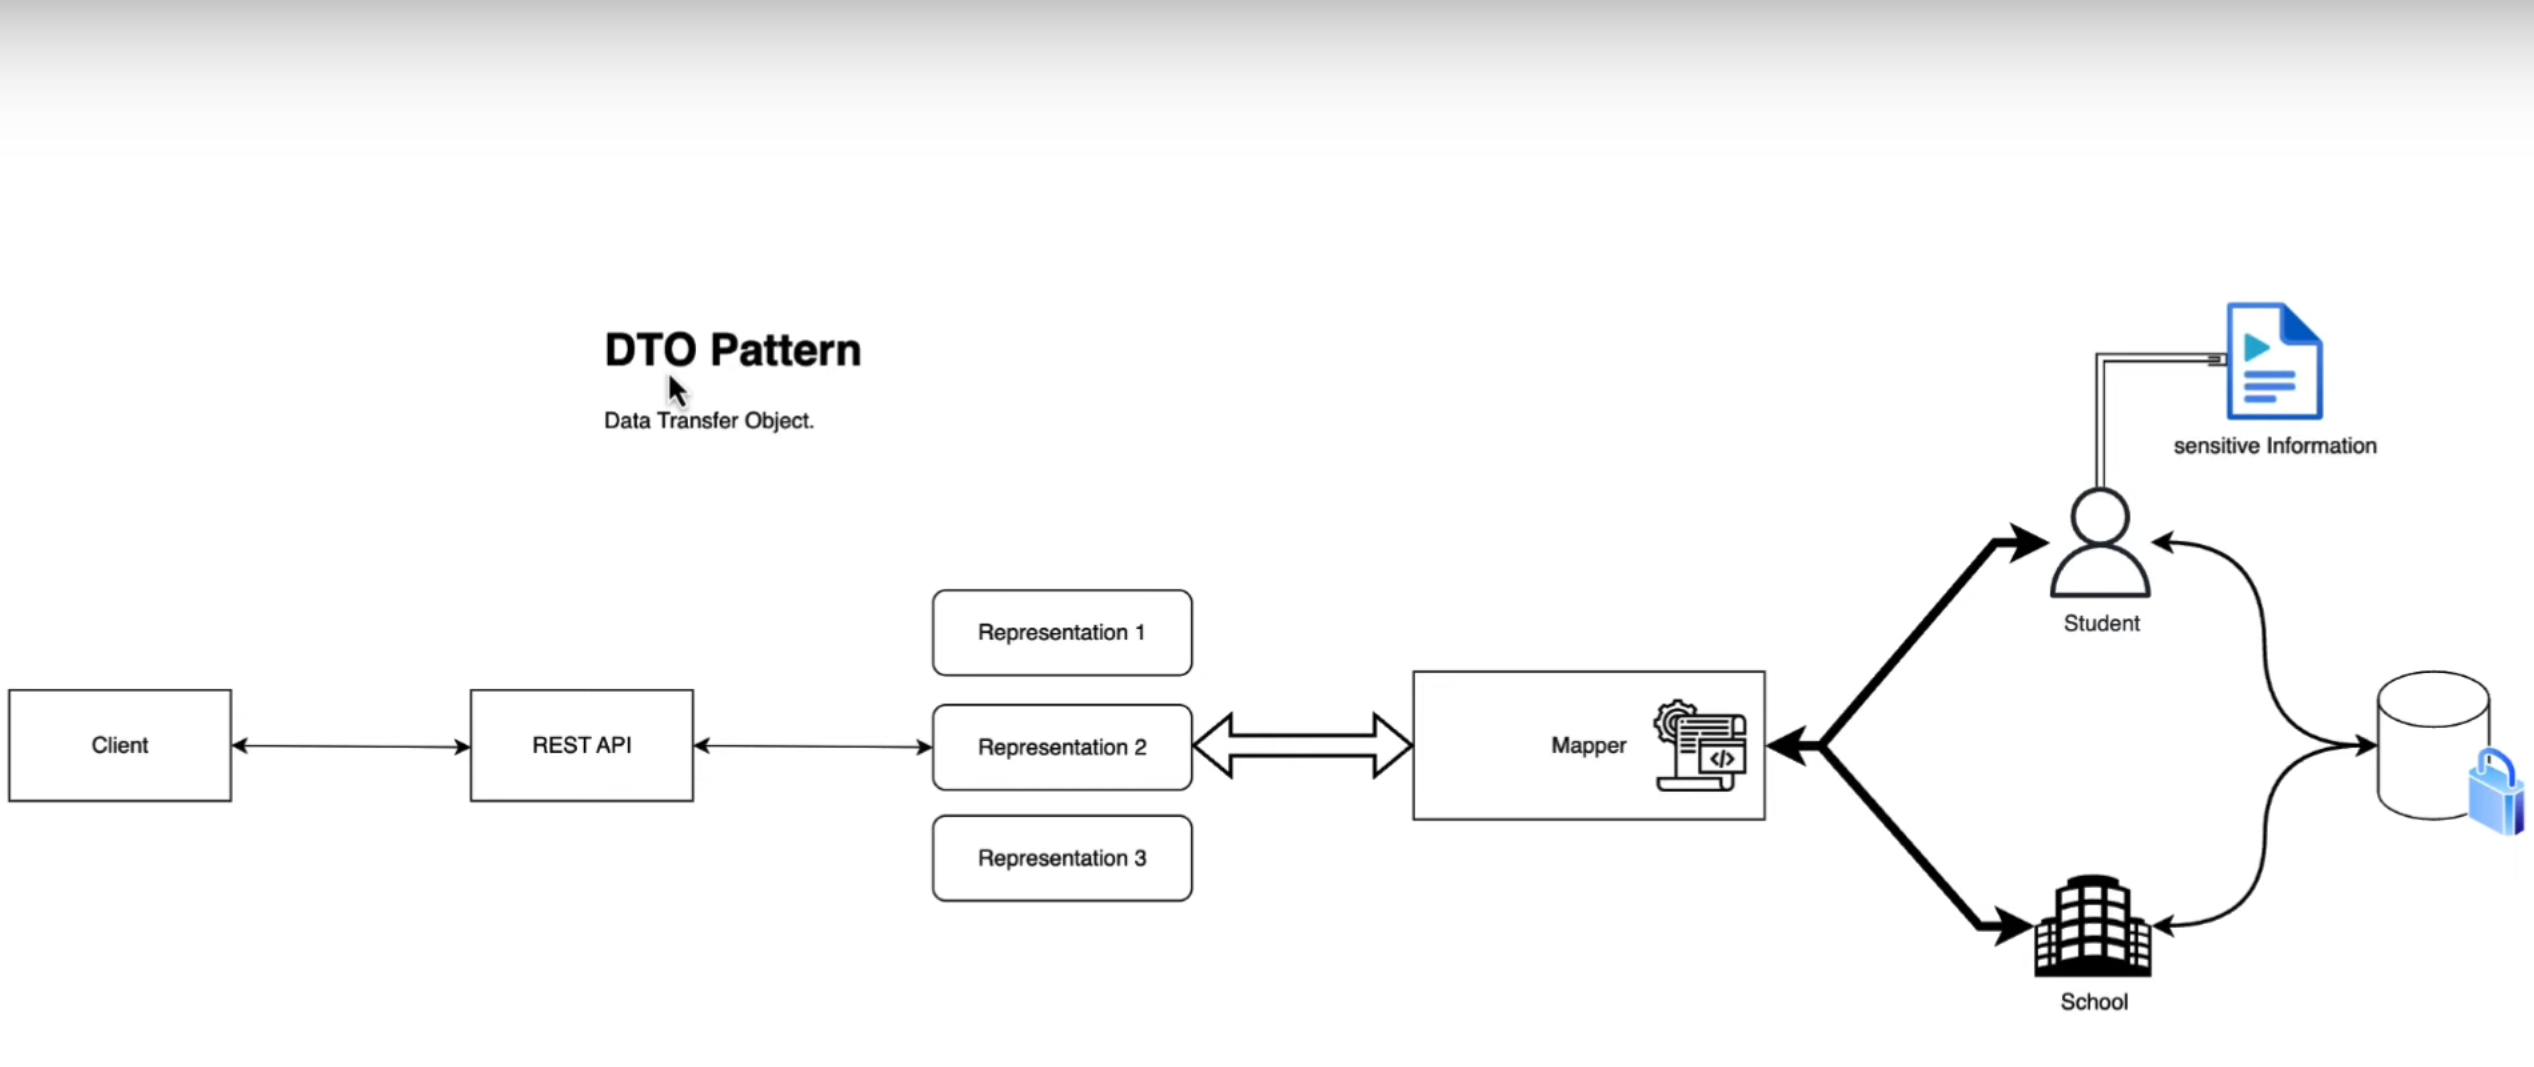 DTO Pattern
Data Transfer Object.
sensitive Information
Student
Representation 1
Client
REST API
Representation 2
Mapper
</>
Representation 3
School